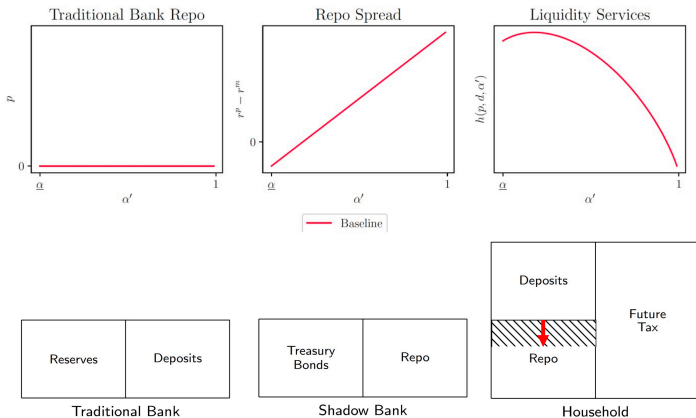 Traditional Bank Repo
Repo Spread
Liquidity Services
p
0
α
1
α′
r^p − r^m
0
α
1
α′
h(p, d, α′)
α
1
α′
Baseline
Reserves
Deposits
Traditional Bank
Treasury
Bonds
Repo
Shadow Bank
Deposits
Repo
Future
Tax
Household